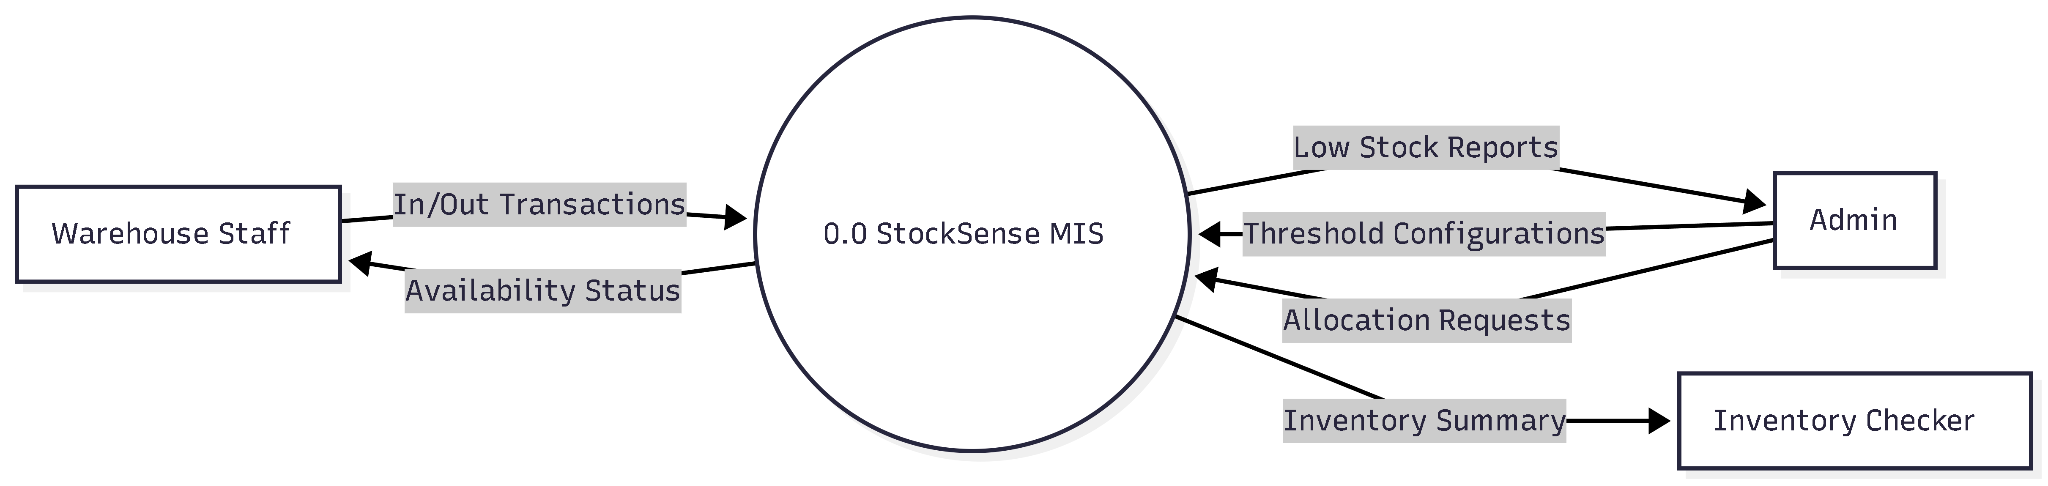 Low Stock Reports
In/Out Transactions
Warehouse Staff
0.0 StockSense MIS
Threshold Configurations
Admin
Availability Status
Allocation Requests
Inventory Summary
Inventory Checker